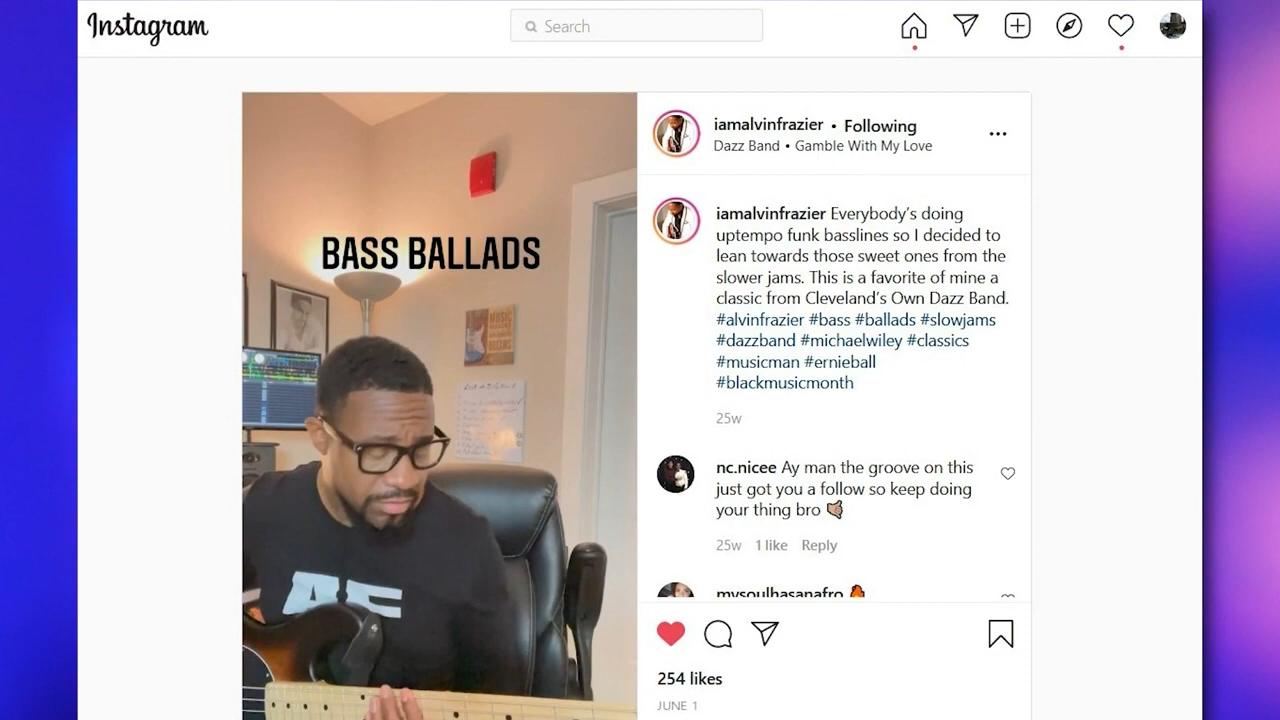 Instagram
Search
iamalvinfrazier • Following
Dazz Band • Gamble With My Love
BASS BALLADS
iamalvinfrazier Everybody's doing
uptempo funk basslines so I decided to
lean towards those sweet ones from the
slower jams. This is a favorite of mine a
classic from Cleveland's Own Dazz Band.
#alvinfrazier #bass #ballads #slowjams
#dazzband #michaelwiley #classics
#musicman #ernieball
#blackmusicmonth
25w
nc.nicee Ay man the groove on this
just got you a follow so keep doing
your thing bro
25w 1 like Reply
mysoulhasanafro
254 likes
JUNE 1
MUSIC
AF